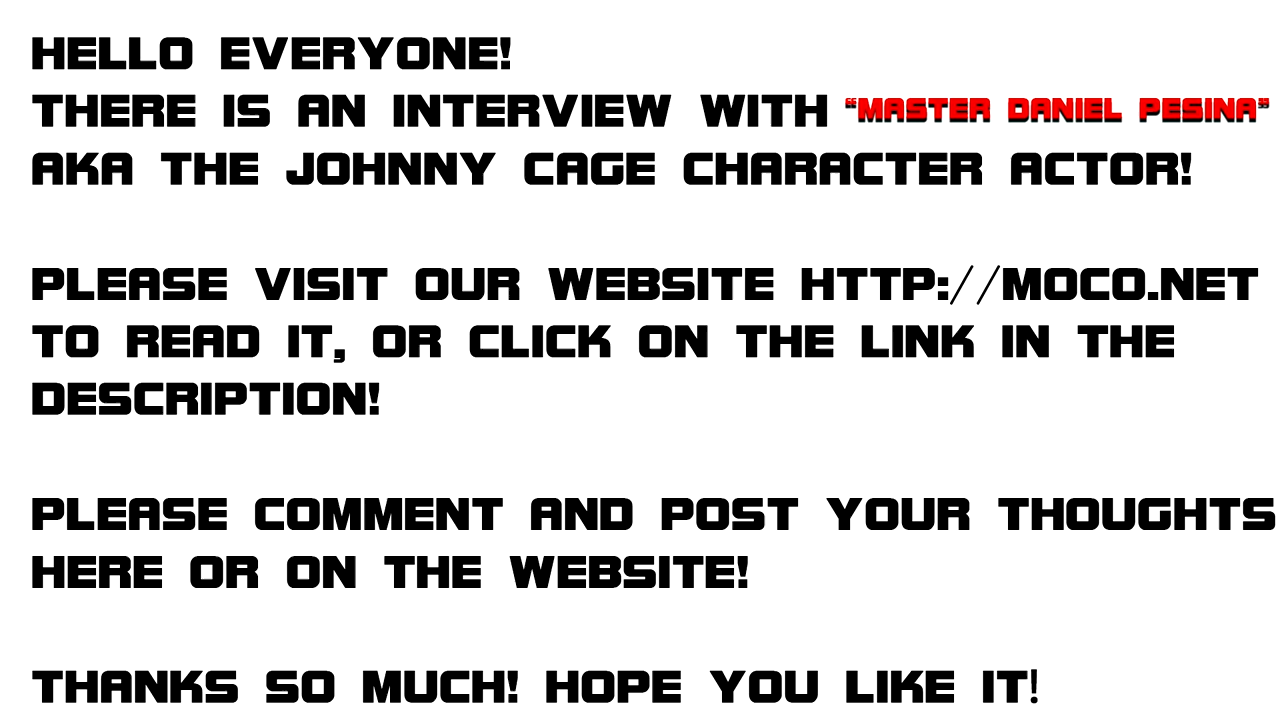 HELLO EVERYONE!
THERE IS AN INTERVIEW WITH “MASTER DANIEL PESINA”
AKA THE JOHNNY CAGE CHARACTER ACTOR!
PLEASE VISIT OUR WEBSITE HTTP://MOCO.NET
TO READ IT, OR CLICK ON THE LINK IN THE
DESCRIPTION!
PLEASE COMMENT AND POST YOUR THOUGHTS
HERE OR ON THE WEBSITE!
THANKS SO MUCH! HOPE YOU LIKE IT!